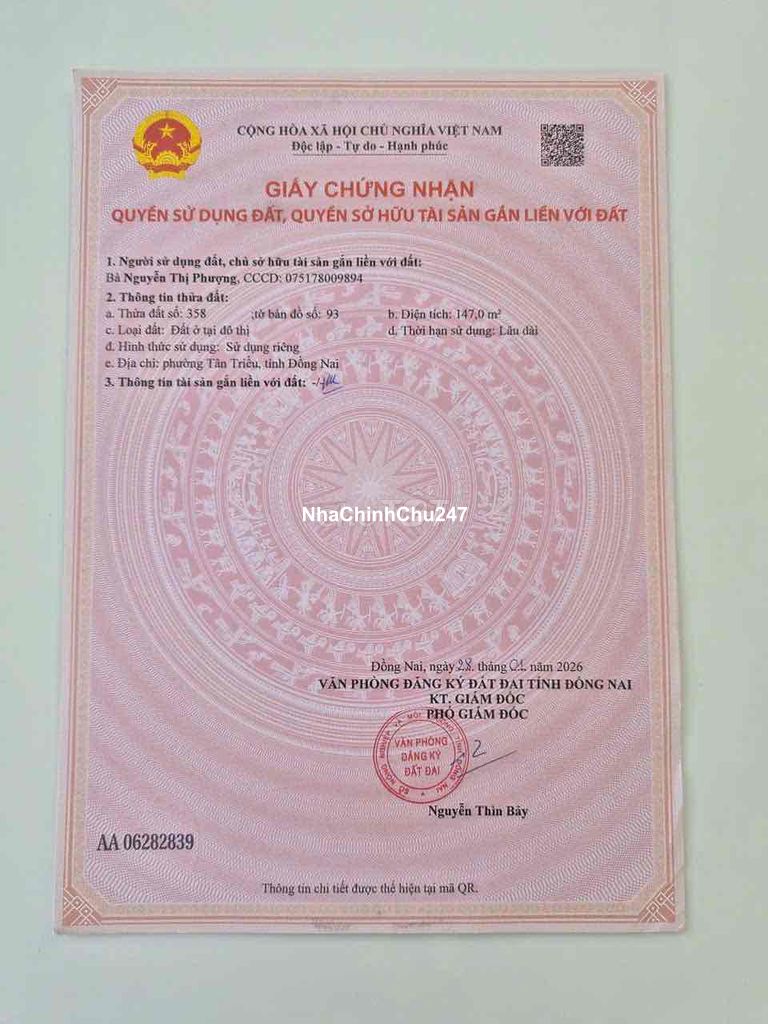 CỘNG HÒA XÃ HỘI CHỦ NGHĨA VIỆT NAM
Độc lập - Tự do - Hạnh phúc
GIẤY CHỨNG NHẬN
QUYỀN SỬ DỤNG ĐẤT, QUYỀN SỞ HỮU TÀI SẢN GẮN LIỀN VỚI ĐẤT
1. Người sử dụng đất, chủ sở hữu tài sản gắn liền với đất:
Bà Nguyễn Thị Phượng, CCCD: 075178009894
2. Thông tin thửa đất:
a. Thửa đất số: 358 ;tờ bản đồ số: 93 b. Diện tích: 147,0 m²
c. Loại đất: Đất ở tại đô thị d. Thời hạn sử dụng: Lâu dài
đ. Hình thức sử dụng: Sử dụng riêng
e. Địa chỉ: phường Tân Triều, tỉnh Đồng Nai
3. Thông tin tài sản gắn liền với đất: -/-
NhaChinhChu247
Đồng Nai, ngày 28. tháng 01 năm 2026
VĂN PHÒNG ĐĂNG KÝ ĐẤT ĐAI TỈNH ĐỒNG NAI
KT. GIÁM ĐỐC
PHÓ GIÁM ĐỐC
VĂN PHÒNG
ĐĂNG KÝ
ĐẤT ĐAI
Nguyễn Thìn Bảy
AA 06282839
Thông tin chi tiết được thể hiện tại mã QR.